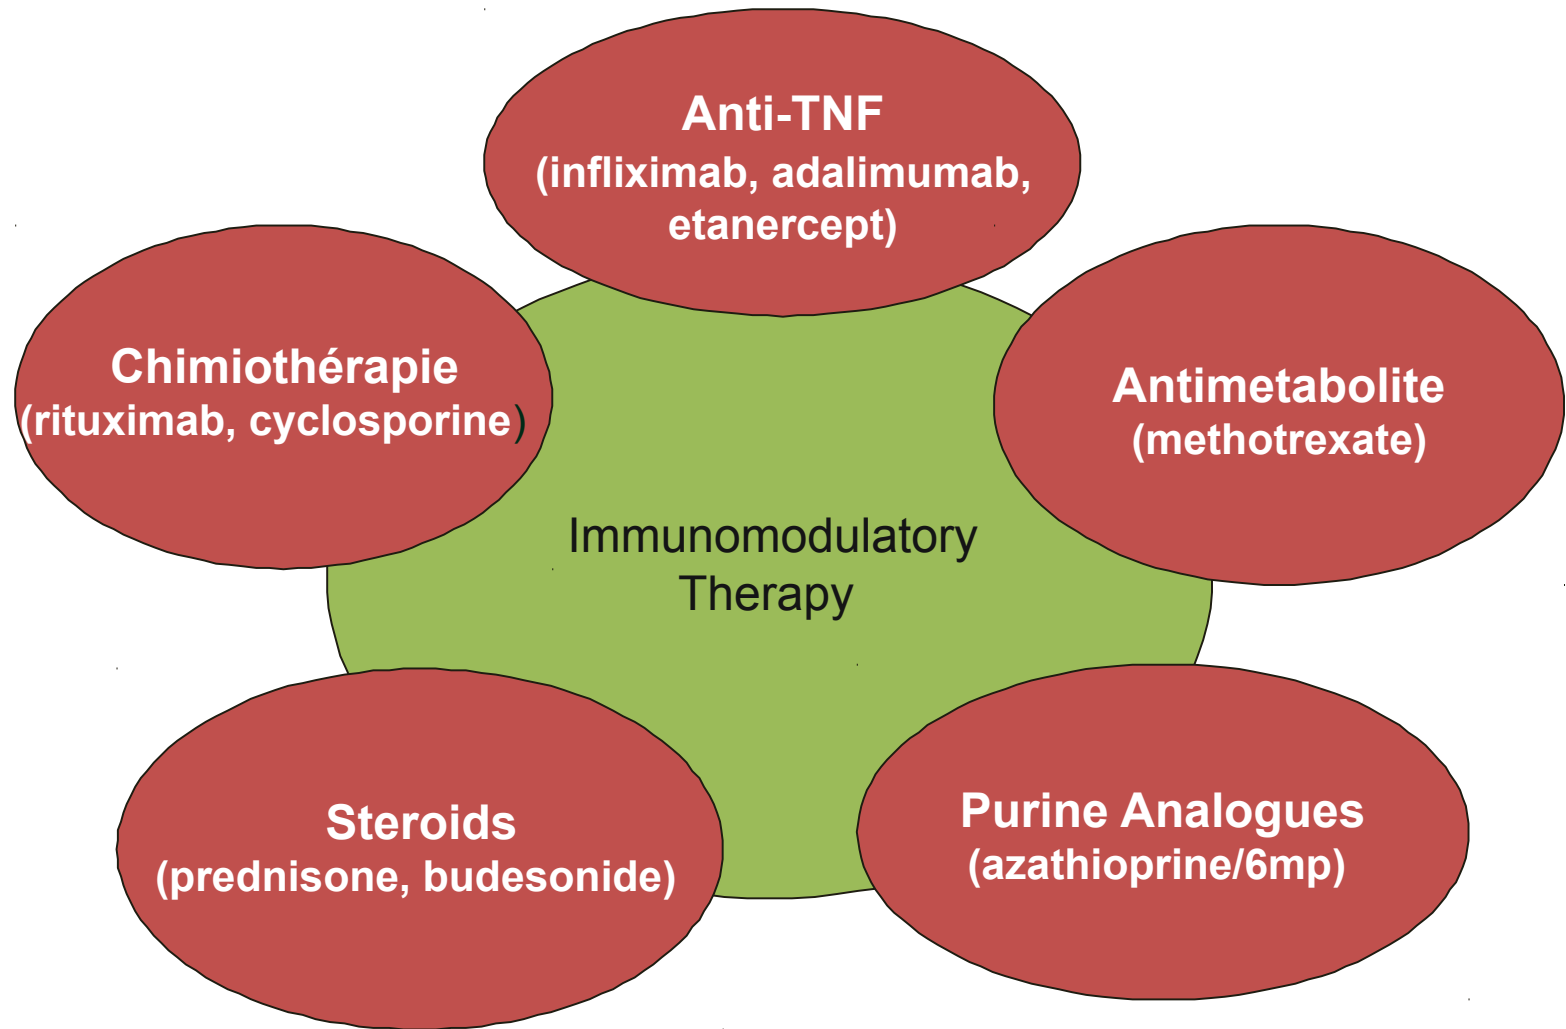 Anti-TNF
(infliximab, adalimumab,
etanercept)
Chimiothérapie
(rituximab, cyclosporine)
Antimetabolite
(methotrexate)
Immunomodulatory
Therapy
Steroids
(prednisone, budesonide)
Purine Analogues
(azathioprine/6mp)